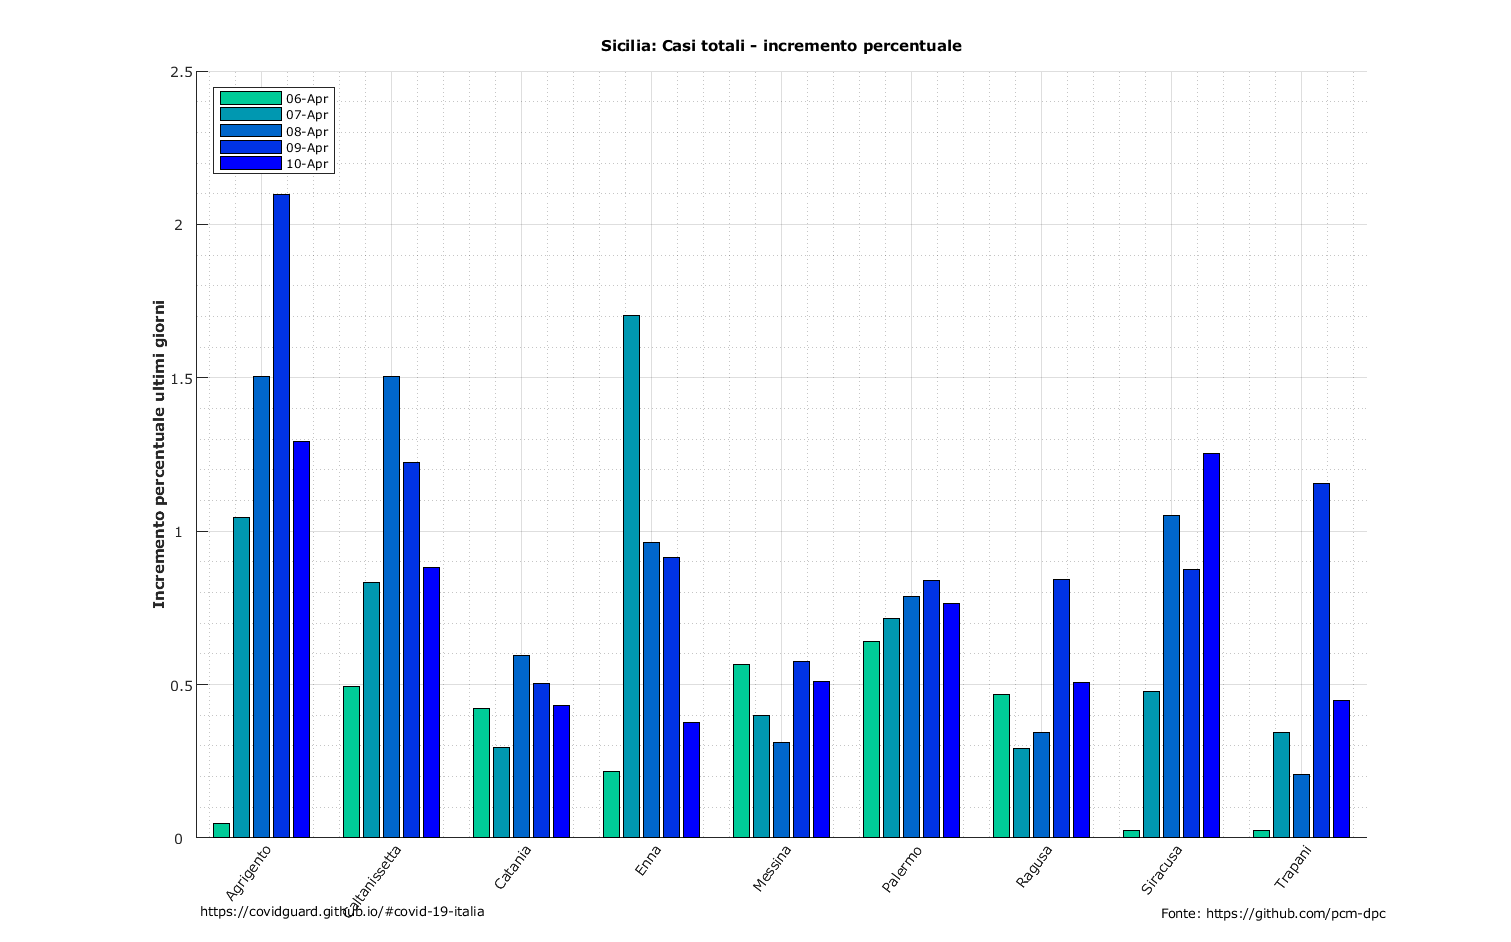 Sicilia: Casi totali - incremento percentuale
2.5
2
1.5
1
0.5
0
Incremento percentuale ultimi giorni
06-Apr
07-Apr
08-Apr
09-Apr
10-Apr
Agrigento
Caltanissetta
Catania
Enna
Messina
Palermo
Ragusa
Siracusa
Trapani
https://covidguard.github.io/#covid-19-italia
Fonte: https://github.com/pcm-dpc